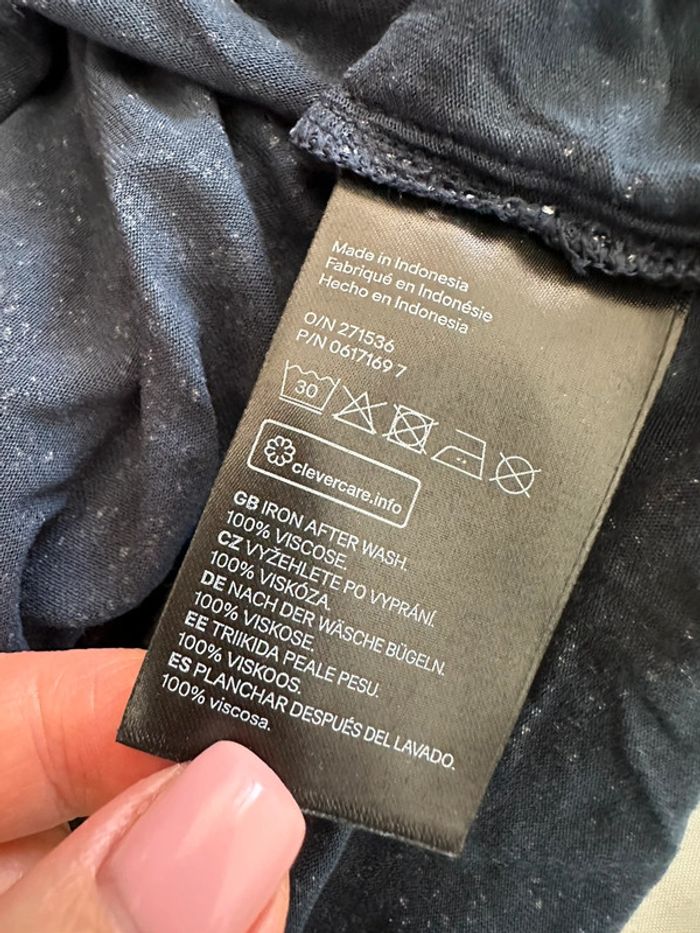 Made in Indonesia
Fabriqué en Indonésie
Hecho en Indonesia
O/N 271536
P/N 0617169 7
30
clevercare.info
GB IRON AFTER WASH.
100% VISCOSE.
CZ VYŽEHLETE PO VYPRÁNÍ.
100% VISKÓZA.
DE NACH DER WÄSCHE BÜGELN.
100% VISKOSE.
EE TRIIKIDA PEALE PESU.
100% VISKOOS.
ES PLANCHAR DESPUÉS DEL LAVADO.
100% viscosa.